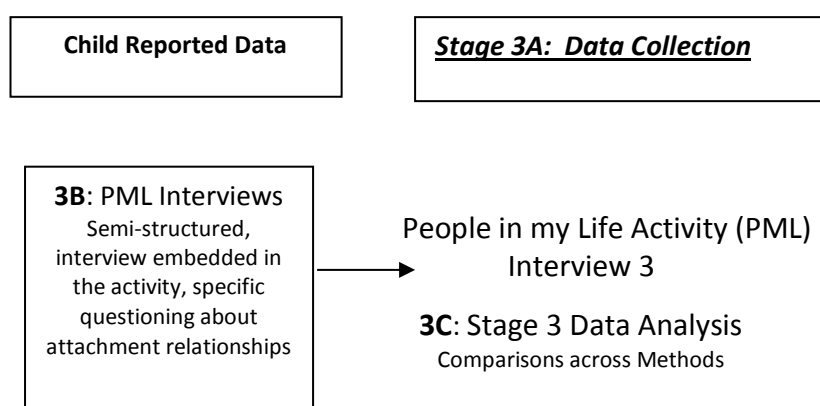 Child Reported Data
Stage 3A:  Data Collection
3B: PML Interviews
Semi-structured,
interview embedded in
the activity, specific
questioning about
attachment relationships
People in my Life Activity (PML)
Interview 3
3C: Stage 3 Data Analysis
Comparisons across Methods